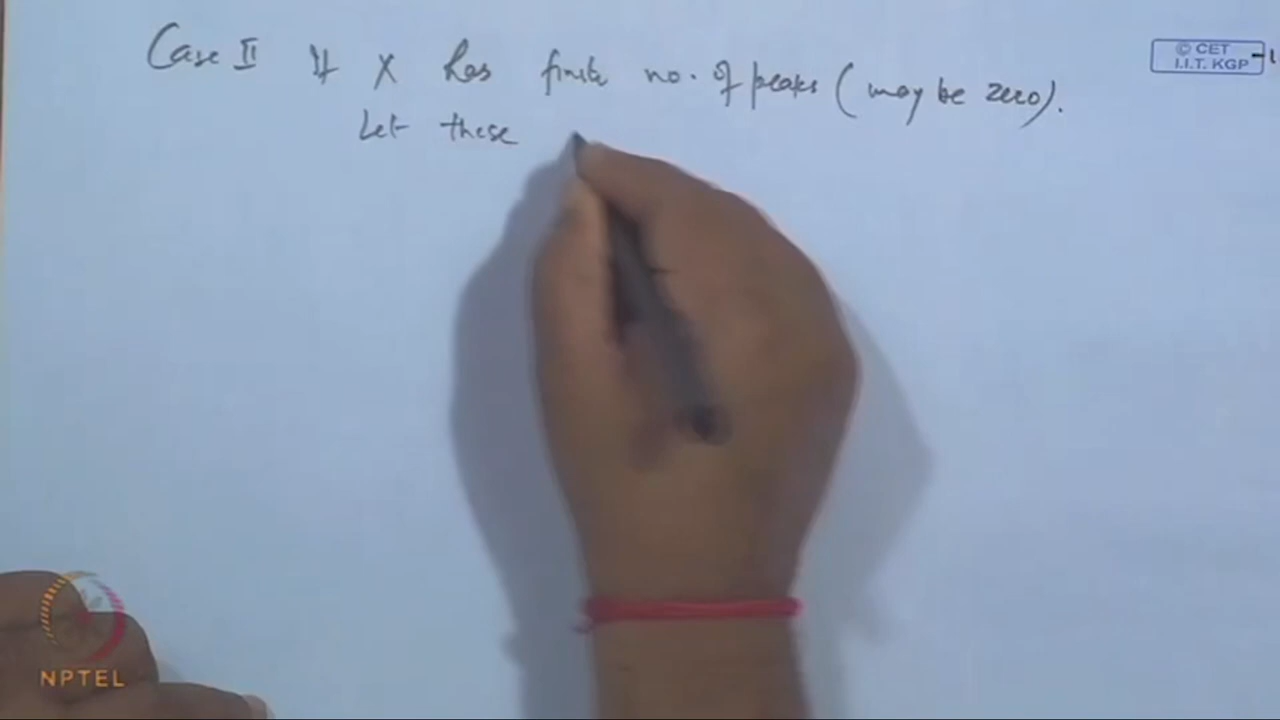 Case II If X has finite no. of peaks (may be zero).
Let these
© CET
I.I.T. KGP
NPTEL